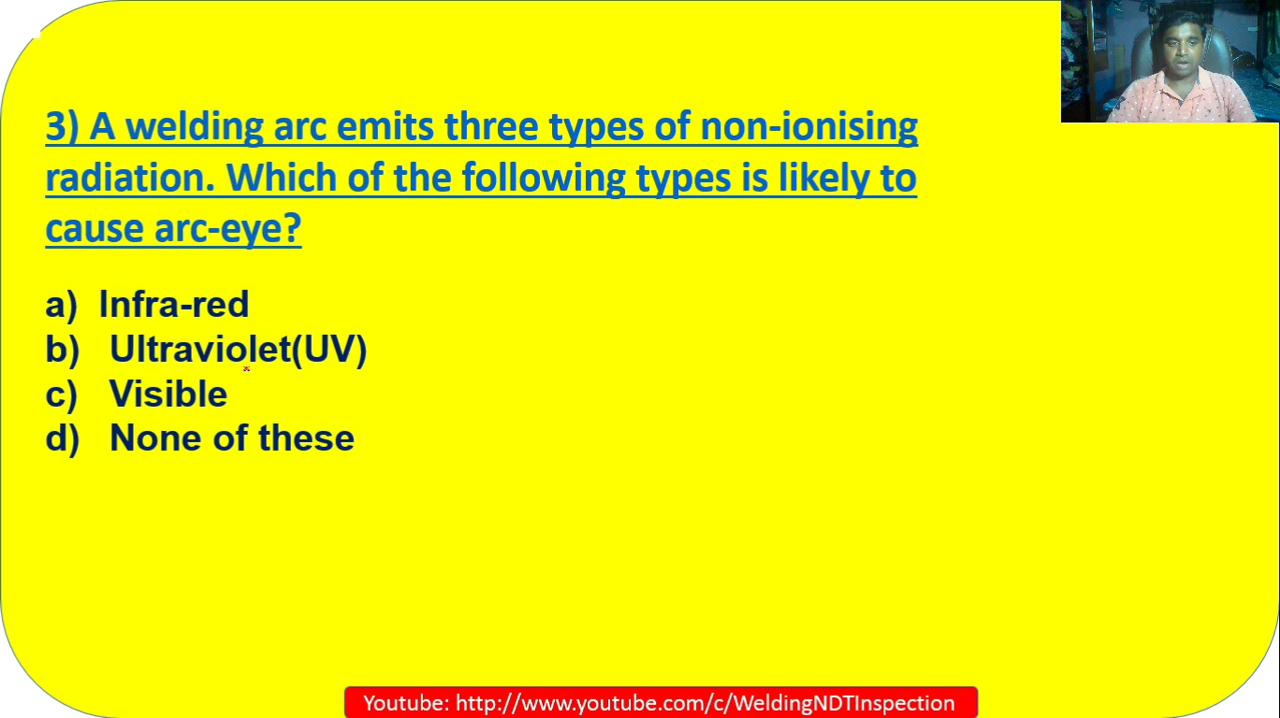 3) A welding arc emits three types of non-ionising
radiation. Which of the following types is likely to
cause arc-eye?
a) Infra-red
b) Ultraviolet(UV)
c) Visible
d) None of these
Youtube: http://www.youtube.com/c/WeldingNDTInspection